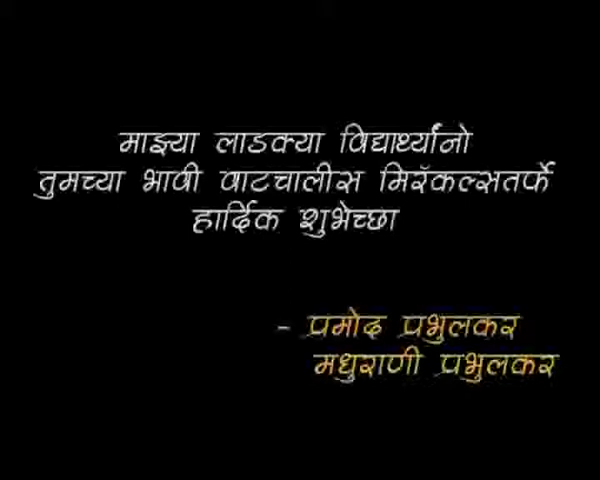 माझ्या लाडक्या विद्यार्थ्यांनो
तुमच्या भावी वाटचालीस मिरॅकल्सतर्फे
हार्दिक शुभेच्छा
- प्रमोद प्रभुलकर
मधुराणी प्रभुलकर